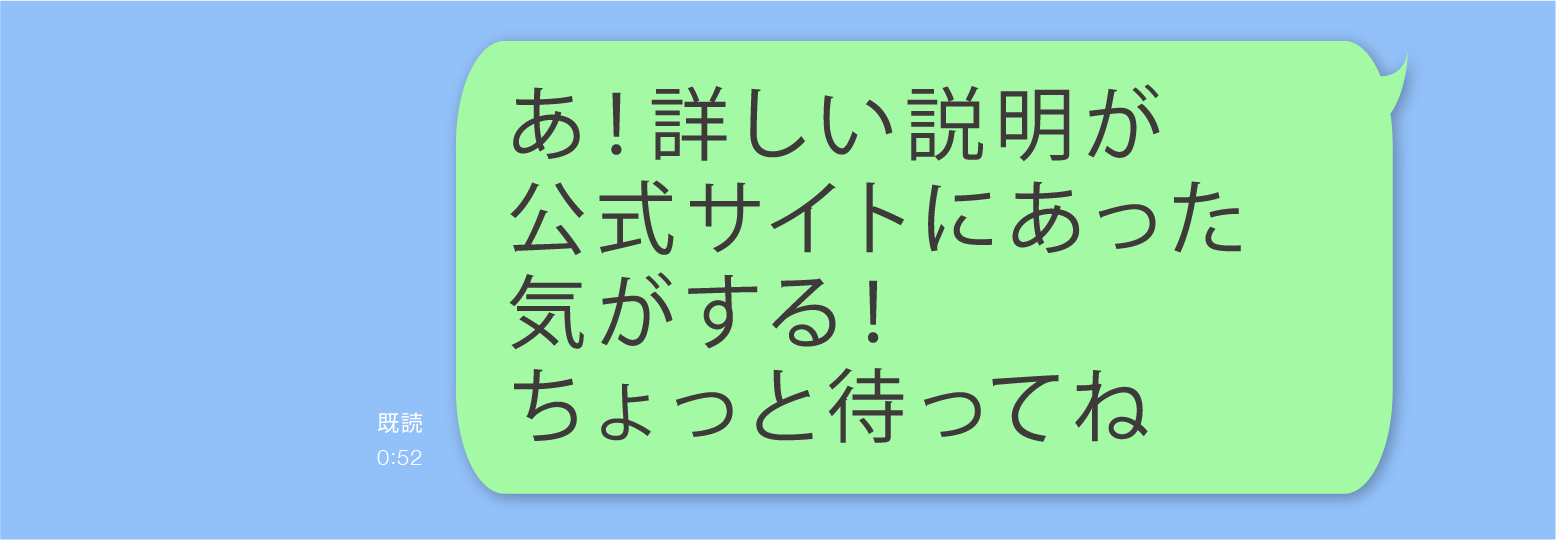 あ！詳しい説明が
公式サイトにあった
気がする！
ちょっと待ってね
既読
0:52